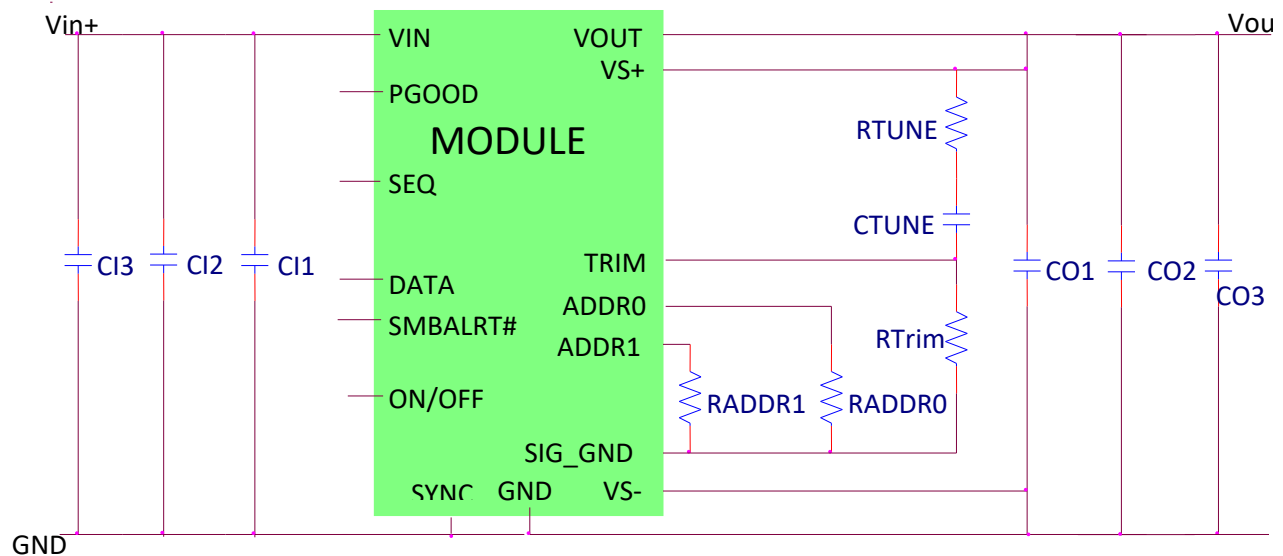 Vin+
VIN
VOUT
Vou
VS+
PGOOD
RTUNE
MODULE
SEQ
CTUNE
CI3
CI2
CI1
TRIM
CO1
CO2
CO3
DATA
ADDR0
SMBALRT#
RTrim
ADDR1
ON/OFF
RADDR1
RADDR0
SIG_GND
SYNC
GND
VS-
GND